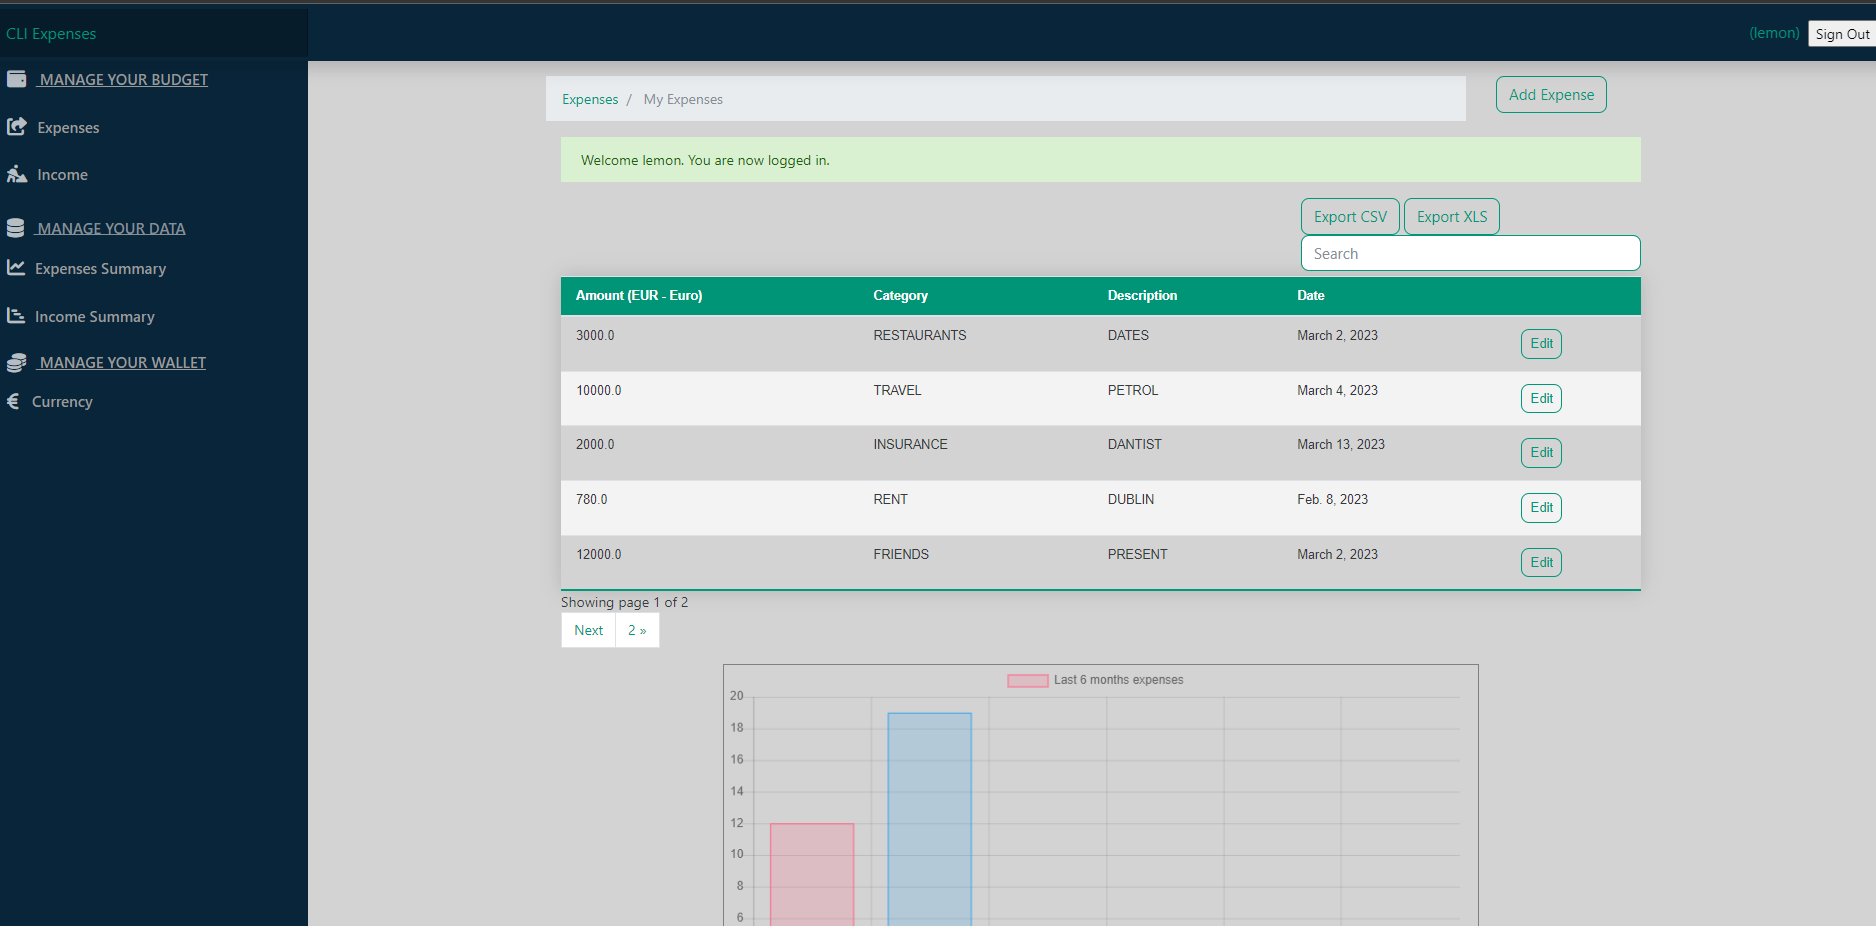 CLI Expenses
(lemon) Sign Out
MANAGE YOUR BUDGET
Expenses
Income
MANAGE YOUR DATA
Expenses Summary
Income Summary
MANAGE YOUR WALLET
€ Currency
Expenses / My Expenses
Add Expense
Welcome lemon. You are now logged in.
Export CSV Export XLS
Search
Amount (EUR - Euro) Category Description Date
3000.0 RESTAURANTS DATES March 2, 2023 Edit
10000.0 TRAVEL PETROL March 4, 2023 Edit
2000.0 INSURANCE DANTIST March 13, 2023 Edit
780.0 RENT DUBLIN Feb. 8, 2023 Edit
12000.0 FRIENDS PRESENT March 2, 2023 Edit
Showing page 1 of 2
Next 2 »
Last 6 months expenses
20
18
16
14
12
10
8
6